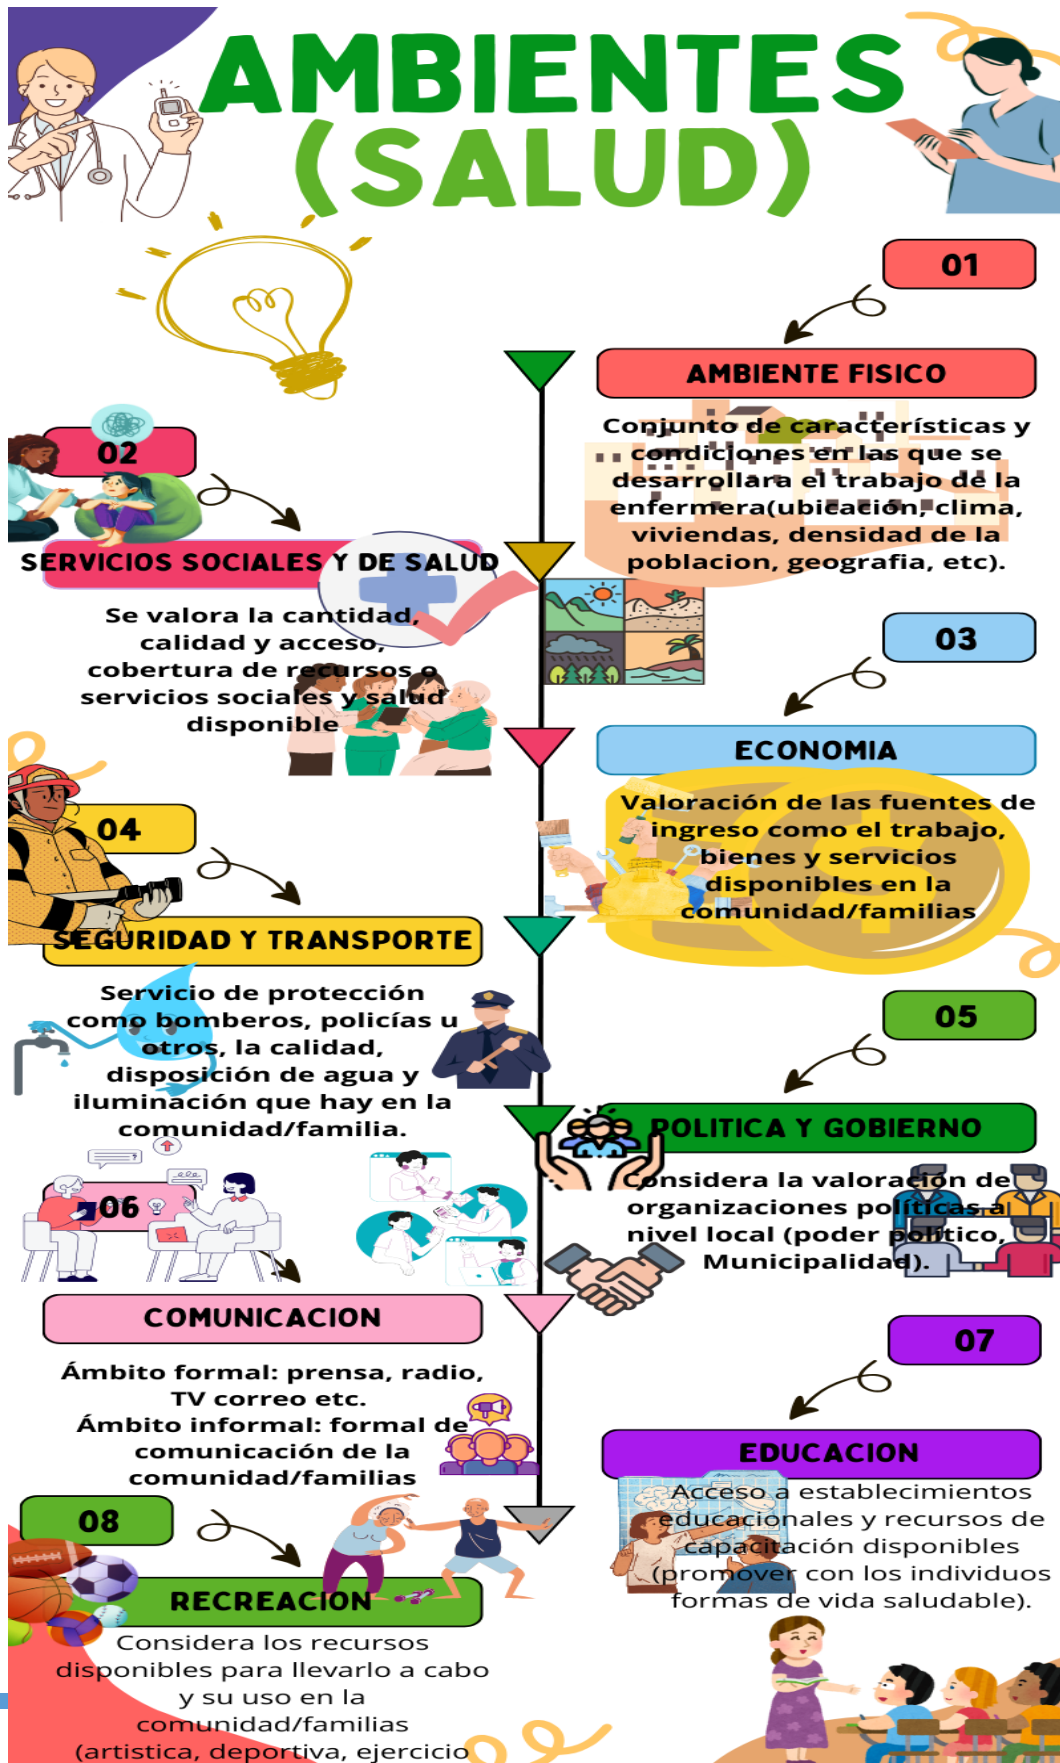 AMBIENTES
(SALUD)
01
AMBIENTE FISICO
Conjunto de características y
condiciones en las que se
desarrollara el trabajo de la
enfermera(ubicación, clima,
viviendas, densidad de la
poblacion, geografia, etc).
02
SERVICIOS SOCIALES Y DE SALUD
Se valora la cantidad,
calidad y acceso,
cobertura de recursos o
servicios sociales y salud
disponible
03
ECONOMIA
Valoración de las fuentes de
ingreso como el trabajo,
bienes y servicios
disponibles en la
comunidad/familias
04
SEGURIDAD Y TRANSPORTE
Servicio de protección
como bomberos, policías u
otros, la calidad,
disposición de agua y
iluminación que hay en la
comunidad/familia.
05
POLITICA Y GOBIERNO
Considera la valoración de
organizaciones políticas a
nivel local (poder político,
Municipalidad).
06
COMUNICACION
Ámbito formal: prensa, radio,
TV correo etc.
Ámbito informal: formal de
comunicación de la
comunidad/familias
07
EDUCACION
Acceso a establecimientos
educacionales y recursos de
capacitación disponibles
(promover con los individuos
formas de vida saludable).
08
RECREACION
Considera los recursos
disponibles para llevarlo a cabo
y su uso en la
comunidad/familias
(artistica, deportiva, ejercicio